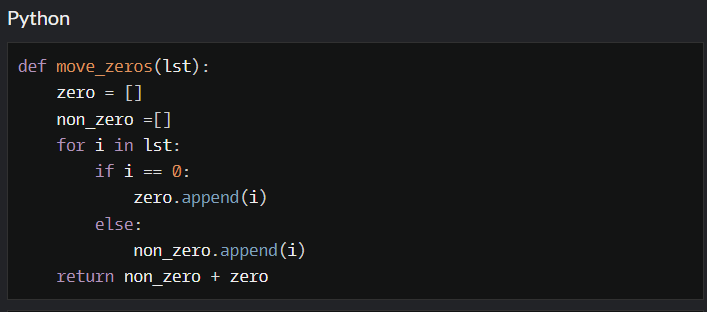 Python
def move_zeros(lst):
    zero = []
    non_zero =[]
    for i in lst:
        if i == 0:
            zero.append(i)
        else:
            non_zero.append(i)
    return non_zero + zero